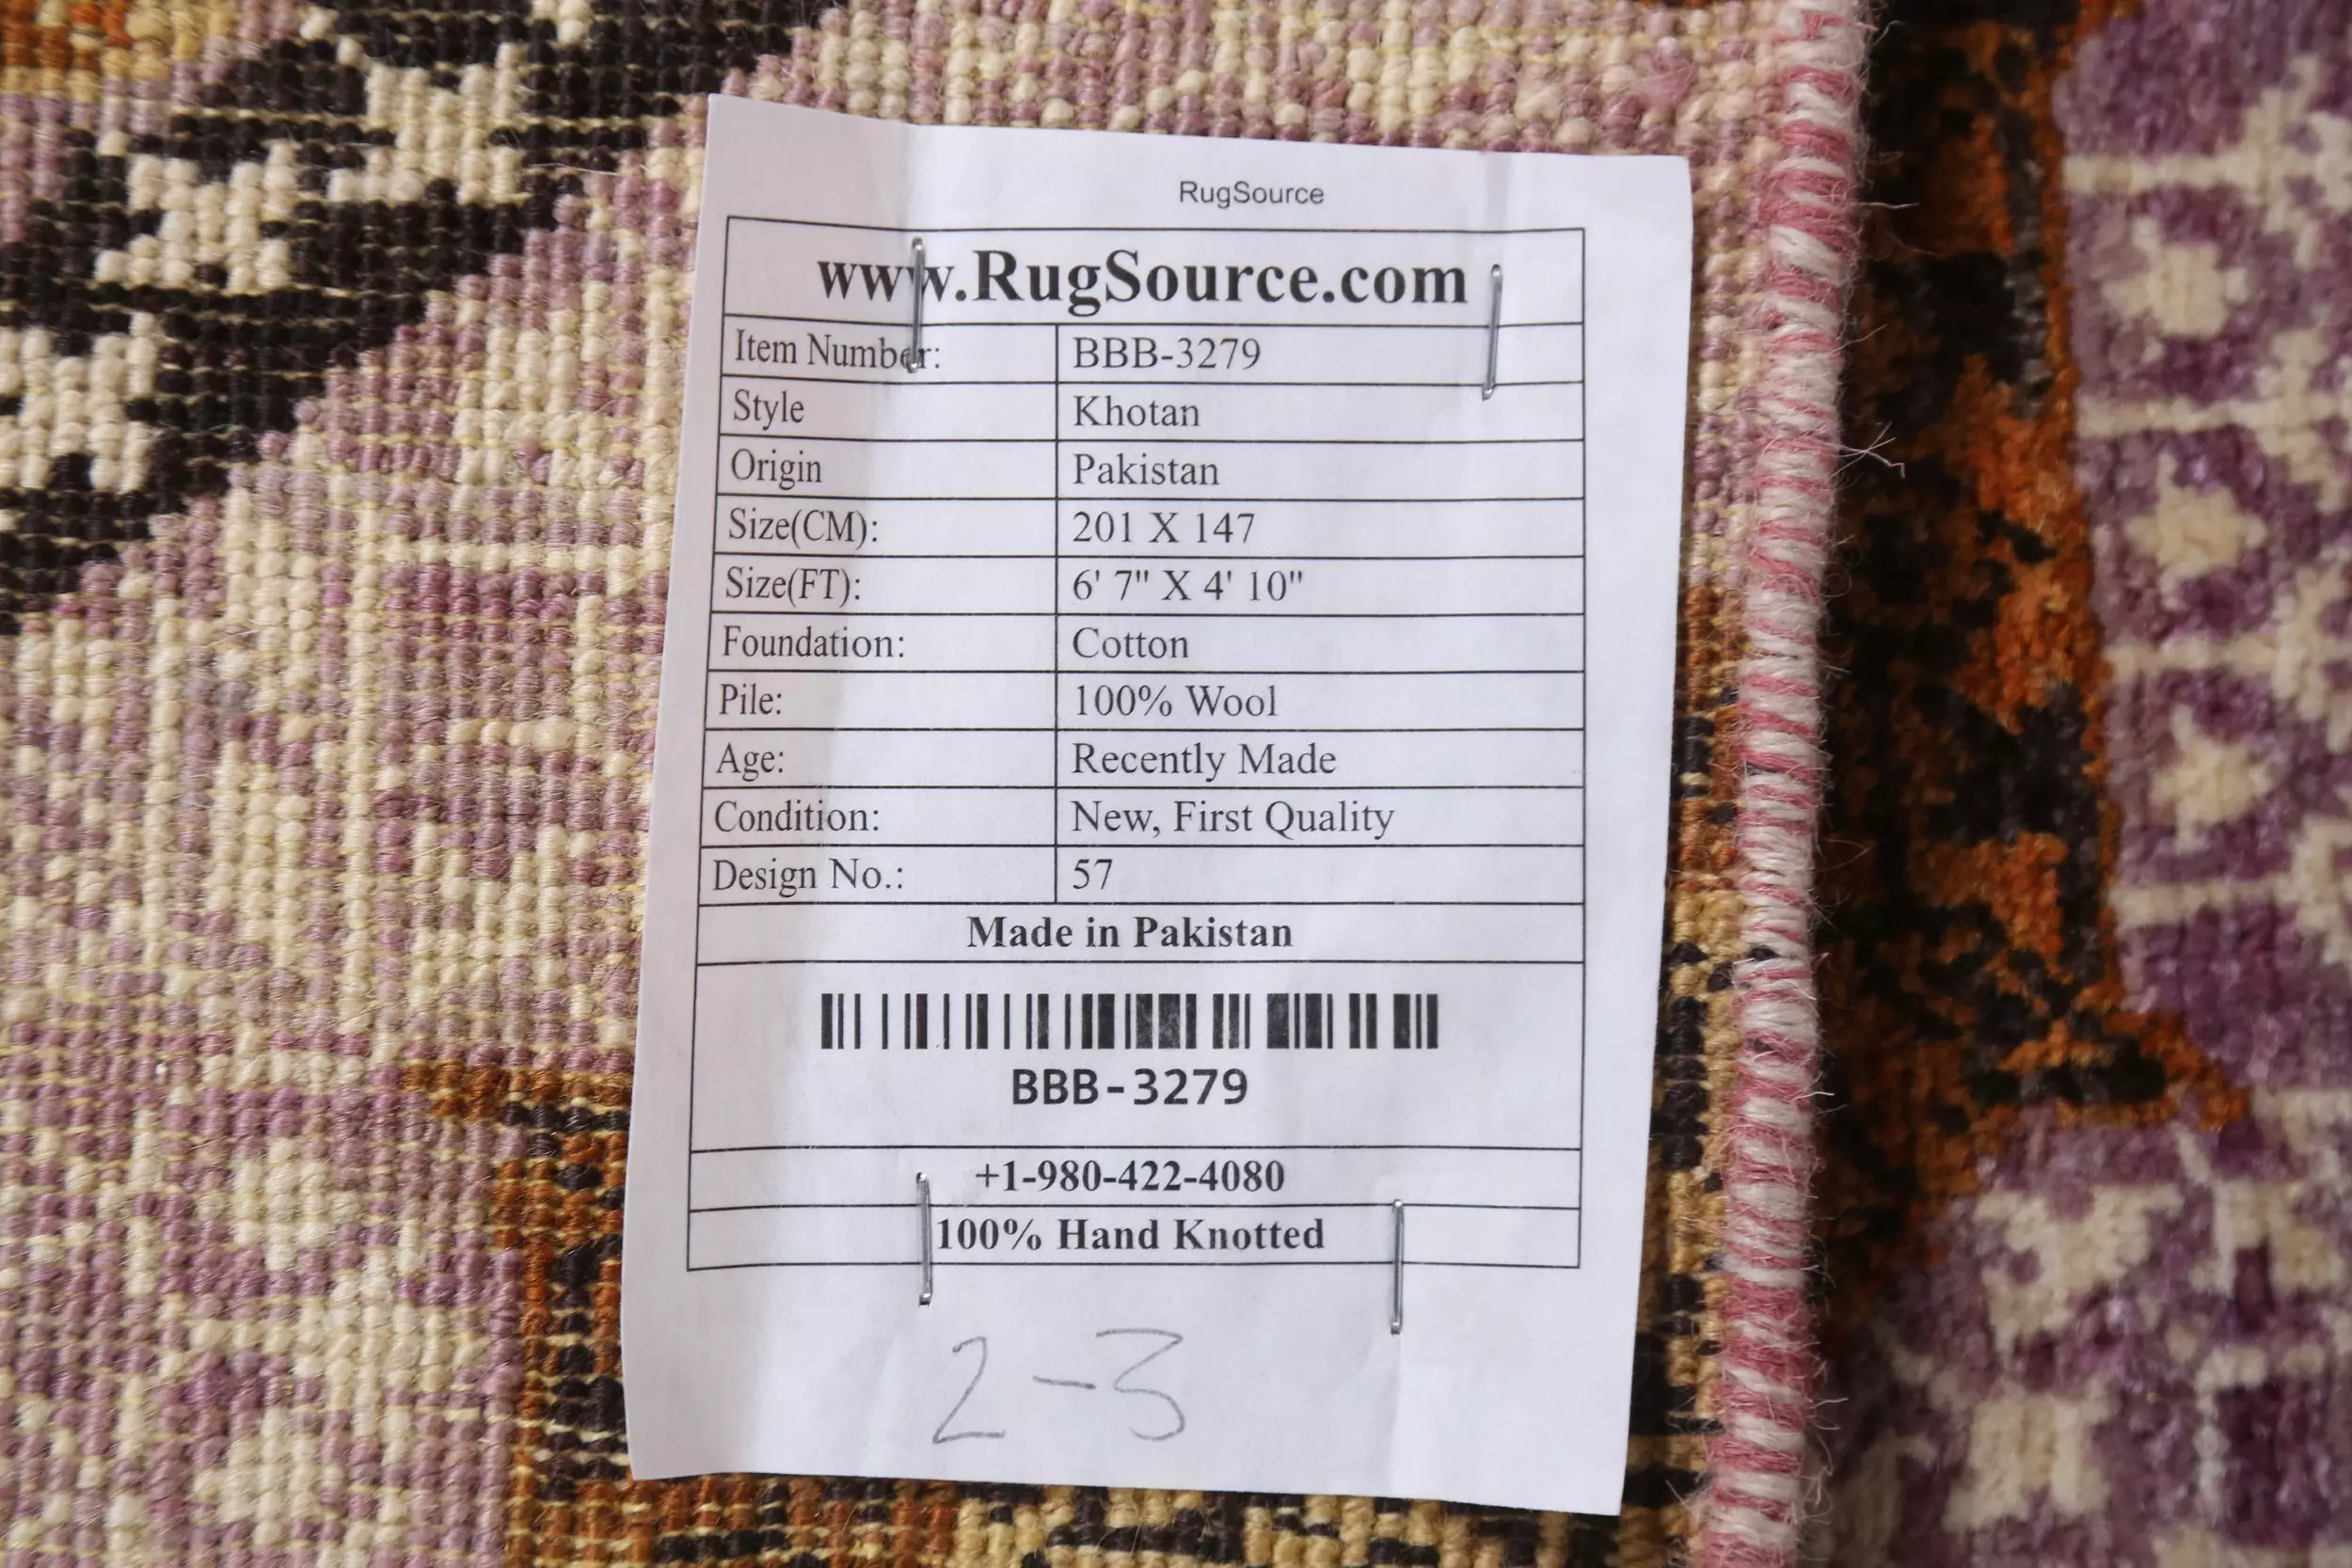 RugSource
www.RugSource.com
Item Number: BBB-3279
Style Khotan
Origin Pakistan
Size(CM): 201 X 147
Size(FT): 6' 7" X 4' 10"
Foundation: Cotton
Pile: 100% Wool
Age: Recently Made
Condition: New, First Quality
Design No.: 57
Made in Pakistan
BBB-3279
+1-980-422-4080
100% Hand Knotted
2-3